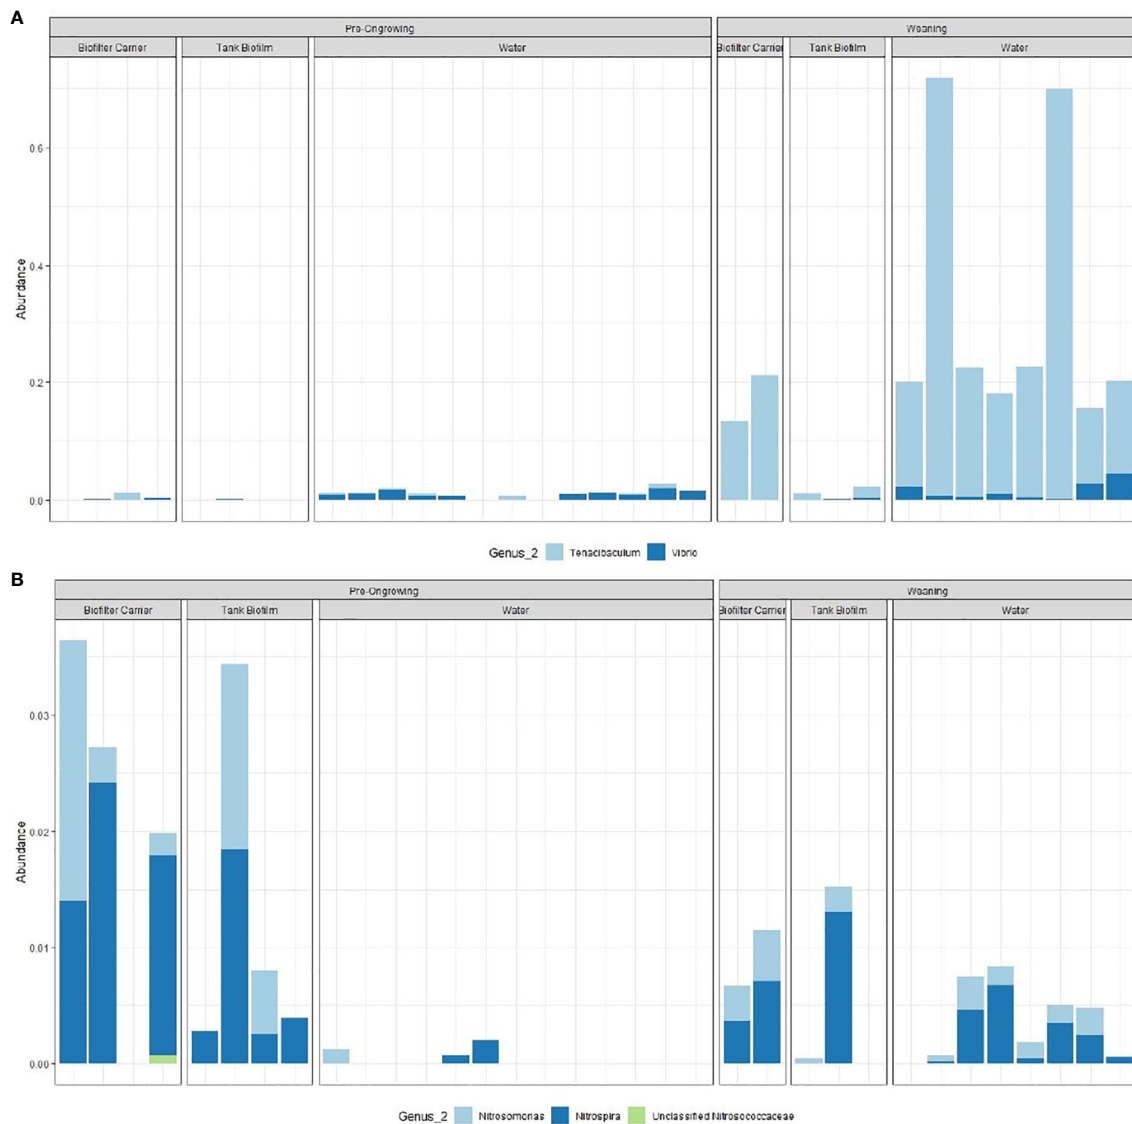 A
Pre-Ongrowing Weaning
Biofilter Carrier Tank Biofilm Water Biofilter Carrier Tank Biofilm Water
0.6
0.4
0.2
0.0
Abundance
Genus_2 Tenacibaculum Vibrio
B
Pre-Ongrowing Weaning
Biofilter Carrier Tank Biofilm Water Biofilter Carrier Tank Biofilm Water
0.03
0.02
0.01
0.00
Abundance
Genus_2 Nitrosomonas Nitrospira Unclassified Nitrosococcaceae